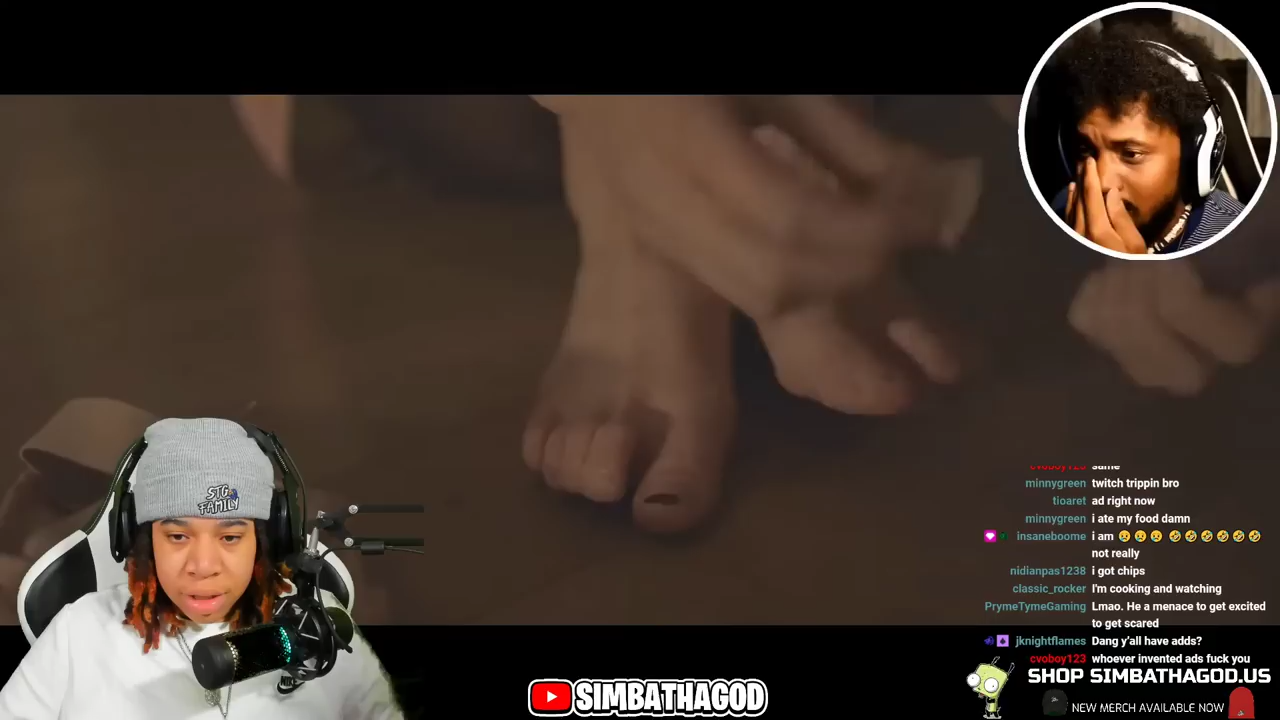 STG
FAMILY
cvoboy123 same
minnygreen twitch trippin bro
tioaret ad right now
minnygreen i ate my food damn
insaneboome i am 😢😢😢🤣🤣🤣🤣🤣🤣
not really
nidianpas1238 i got chips
classic_rocker I'm cooking and watching
PrymeTymeGaming Lmao. He a menace to get excited
to get scared
jknightflames Dang y'all have adds?
cvoboy123 whoever invented ads fuck you
SHOP SIMBATHAGOD.US
NEW MERCH AVAILABLE NOW
SIMBATHAGOD